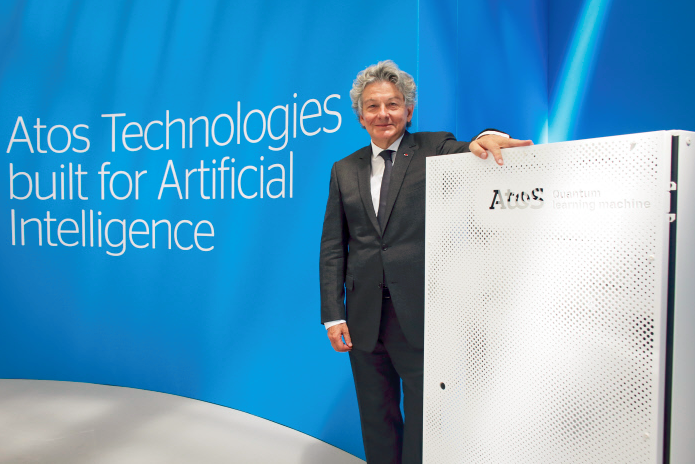 Atos Technologies
built for Artificial
Intelligence
Atos Quantum
learning machine